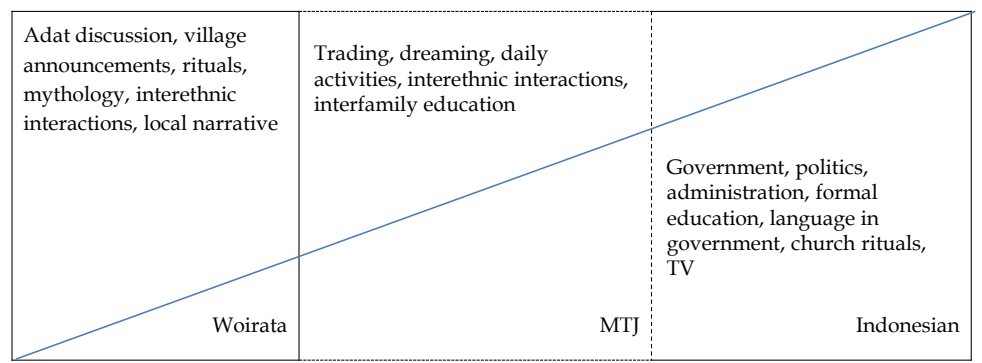 Adat discussion, village
announcements, rituals,
mythology, interethnic
interactions, local narrative
Woirata
Trading, dreaming, daily
activities, interethnic interactions,
interfamily education
MTJ
Government, politics,
administration, formal
education, language in
government, church rituals,
TV
Indonesian